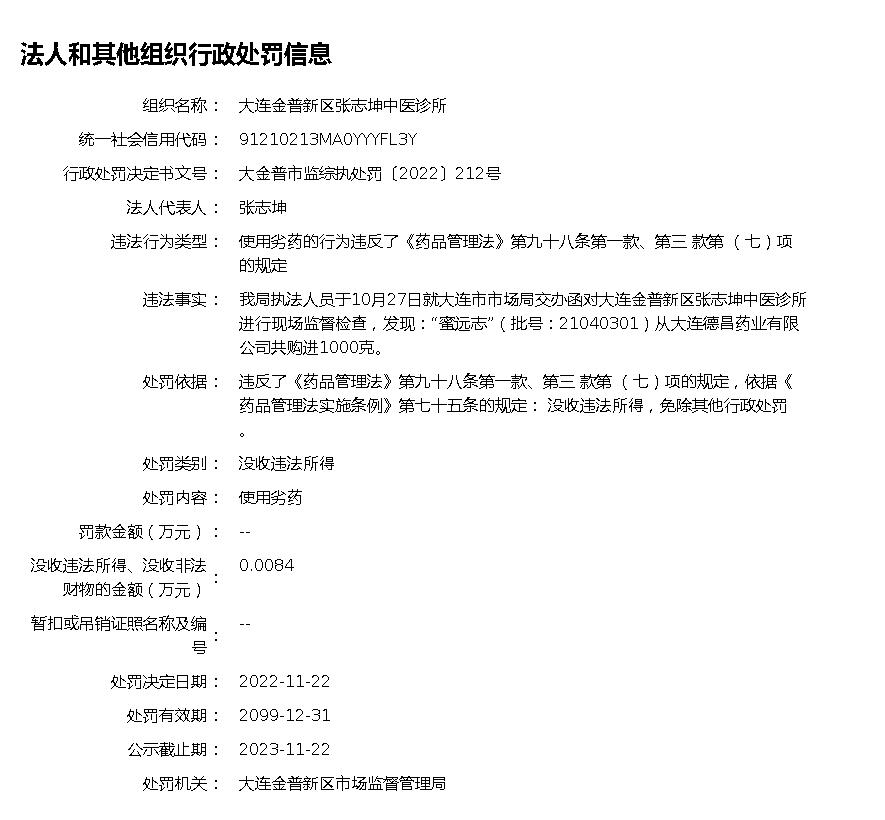 法人和其他组织行政处罚信息
组织名称： 大连金普新区张志坤中医诊所
统一社会信用代码： 91210213MA0YYYFL3Y
行政处罚决定书文号： 大金普市监综执处罚〔2022〕212号
法人代表人： 张志坤
违法行为类型： 使用劣药的行为违反了《药品管理法》第九十八条第一款、第三 款第 （七）项
的规定
违法事实： 我局执法人员于10月27日就大连市市场局交办函对大连金普新区张志坤中医诊所
进行现场监督检查，发现：“蜜远志”（批号：21040301）从大连德昌药业有限
公司共购进1000克。
处罚依据： 违反了《药品管理法》第九十八条第一款、第三 款第 （七）项的规定，依据《
药品管理法实施条例》第七十五条的规定： 没收违法所得，免除其他行政处罚
。
处罚类别： 没收违法所得
处罚内容： 使用劣药
罚款金额（万元）： --
没收违法所得、没收非法
财物的金额（万元）： 0.0084
暂扣或吊销证照名称及编
号： --
处罚决定日期： 2022-11-22
处罚有效期： 2099-12-31
公示截止期： 2023-11-22
处罚机关： 大连金普新区市场监督管理局